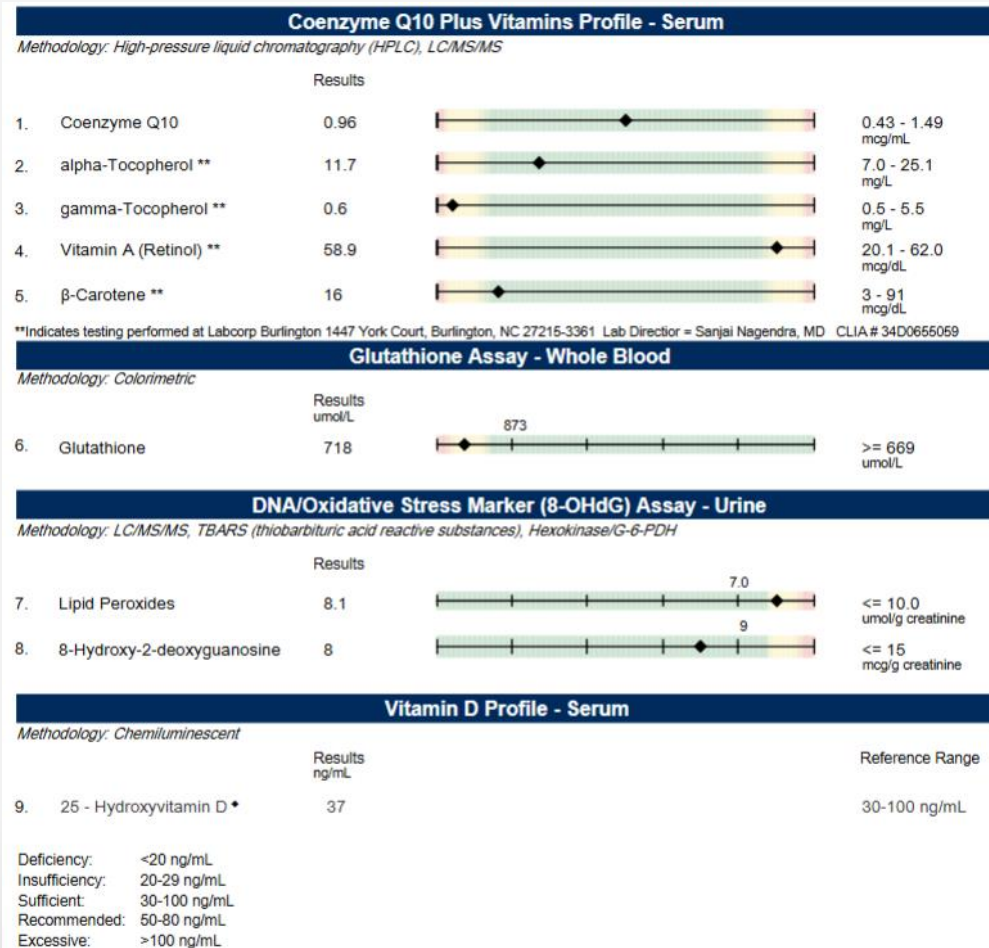 Coenzyme Q10 Plus Vitamins Profile - Serum
Methodology: High-pressure liquid chromatography (HPLC), LC/MS/MS
Results
1. Coenzyme Q10 0.96 0.43 - 1.49
mcg/mL
2. alpha-Tocopherol ** 11.7 7.0 - 25.1
mg/L
3. gamma-Tocopherol ** 0.6 0.5 - 5.5
mg/L
4. Vitamin A (Retinol) ** 58.9 20.1 - 62.0
mcg/dL
5. β-Carotene ** 16 3 - 91
mcg/dL
**Indicates testing performed at Labcorp Burlington 1447 York Court, Burlington, NC 27215-3361 Lab Directior = Sanjai Nagendra, MD CLIA # 34D0655059
Glutathione Assay - Whole Blood
Methodology: Colorimetric
Results
umol/L
873
6. Glutathione 718 >= 669
umol/L
DNA/Oxidative Stress Marker (8-OHdG) Assay - Urine
Methodology: LC/MS/MS, TBARS (thiobarbituric acid reactive substances), Hexokinase/G-6-PDH
Results
7.0
7. Lipid Peroxides 8.1 <= 10.0
umol/g creatinine
9
8. 8-Hydroxy-2-deoxyguanosine 8 <= 15
mcg/g creatinine
Vitamin D Profile - Serum
Methodology: Chemiluminescent
Results Reference Range
ng/mL
9. 25 - Hydroxyvitamin D ♦ 37 30-100 ng/mL
Deficiency: <20 ng/mL
Insufficiency: 20-29 ng/mL
Sufficient: 30-100 ng/mL
Recommended: 50-80 ng/mL
Excessive: >100 ng/mL